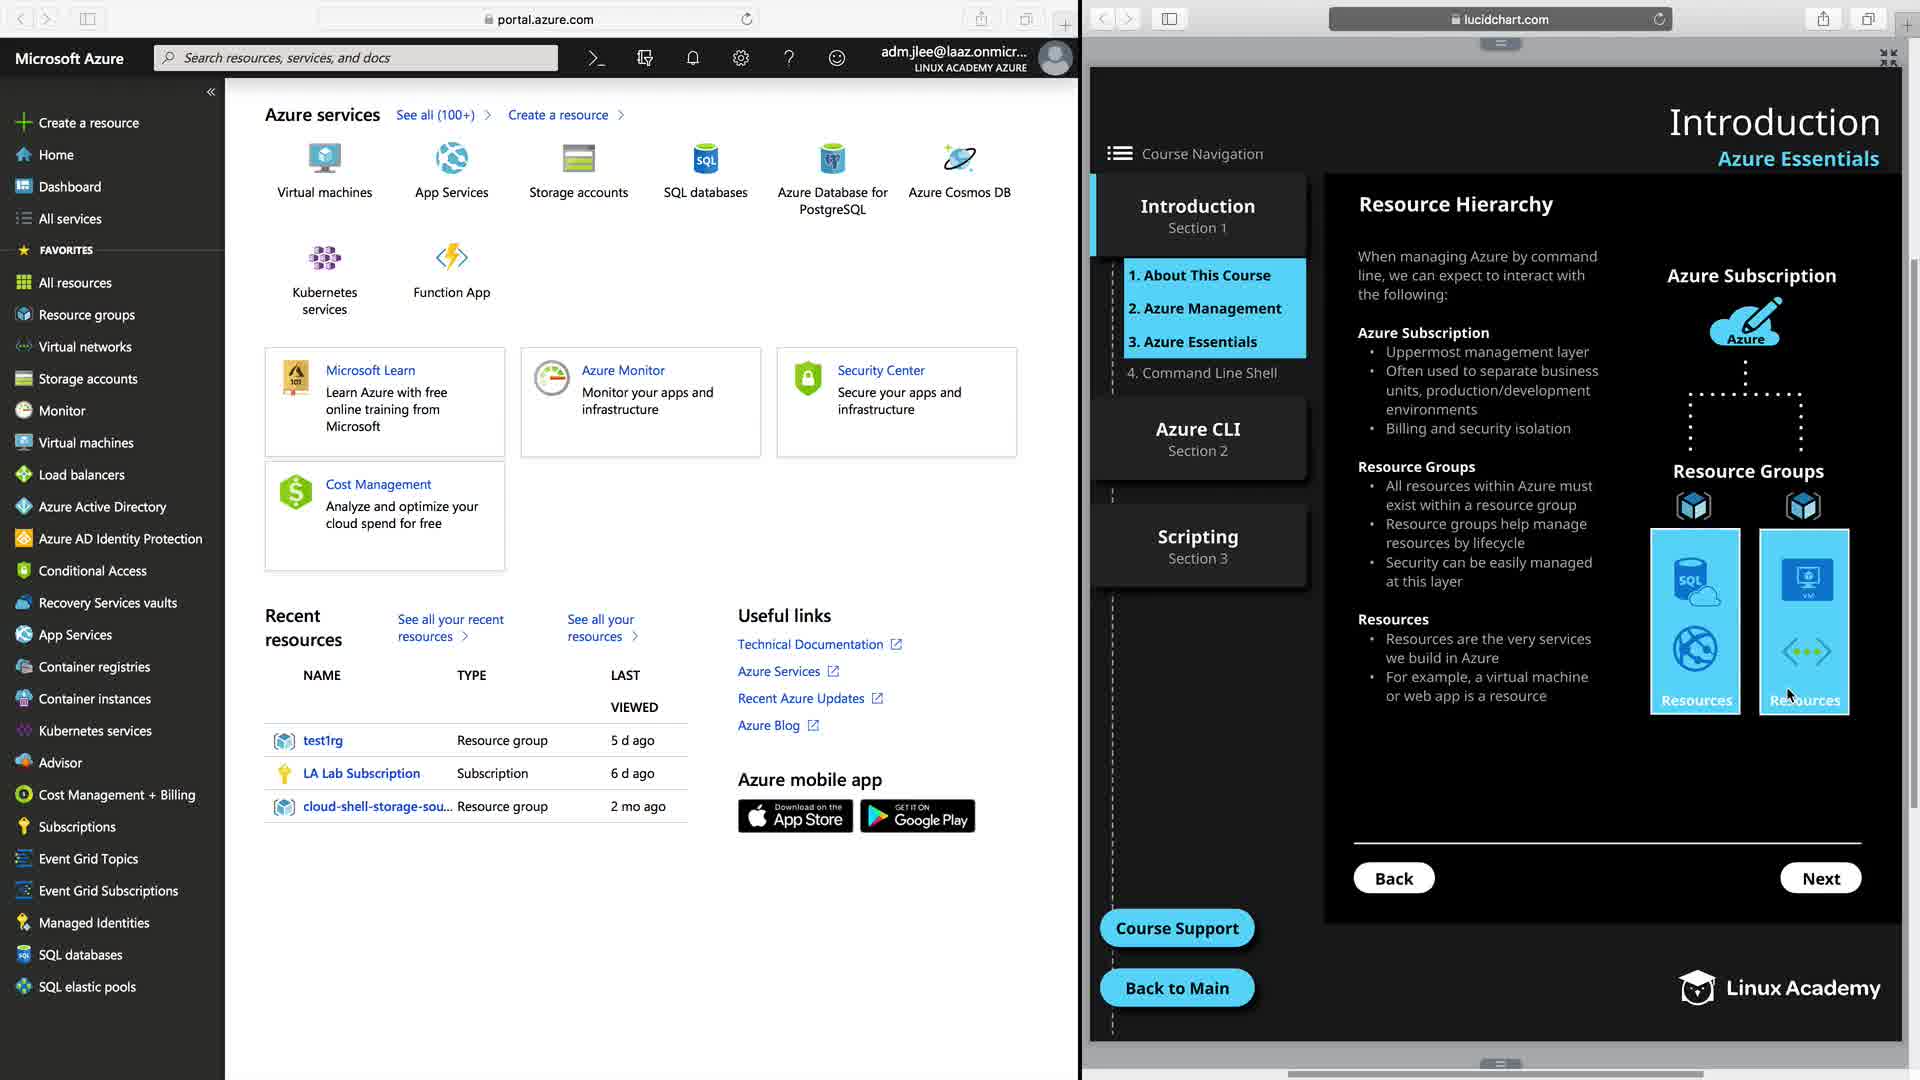 portal.azure.com
Microsoft Azure
Search resources, services, and docs
adm.jlee@laaz.onmicr...
LINUX ACADEMY AZURE
Create a resource
Home
Dashboard
All services
FAVORITES
All resources
Resource groups
Virtual networks
Storage accounts
Monitor
Virtual machines
Load balancers
Azure Active Directory
Azure AD Identity Protection
Conditional Access
Recovery Services vaults
App Services
Container registries
Container instances
Kubernetes services
Advisor
Cost Management + Billing
Subscriptions
Event Grid Topics
Event Grid Subscriptions
Managed Identities
SQL databases
SQL elastic pools
Azure services
See all (100+)
Create a resource
Virtual machines
App Services
Storage accounts
SQL
SQL databases
Azure Database for
PostgreSQL
Azure Cosmos DB
Kubernetes
services
Function App
101
Microsoft Learn
Learn Azure with free
online training from
Microsoft
Azure Monitor
Monitor your apps and
infrastructure
Security Center
Secure your apps and
infrastructure
Cost Management
Analyze and optimize your
cloud spend for free
Recent
resources
See all your recent
resources
See all your
resources
NAME TYPE LAST
VIEWED
test1rg Resource group 5 d ago
LA Lab Subscription Subscription 6 d ago
cloud-shell-storage-sou... Resource group 2 mo ago
Useful links
Technical Documentation
Azure Services
Recent Azure Updates
Azure Blog
Azure mobile app
Download on the
App Store
GET IT ON
Google Play
lucidchart.com
Introduction
Azure Essentials
Course Navigation
Introduction
Section 1
1. About This Course
2. Azure Management
3. Azure Essentials
4. Command Line Shell
Azure CLI
Section 2
Scripting
Section 3
Course Support
Back to Main
Resource Hierarchy
When managing Azure by command
line, we can expect to interact with
the following:
Azure Subscription
• Uppermost management layer
• Often used to separate business
units, production/development
environments
• Billing and security isolation
Resource Groups
• All resources within Azure must
exist within a resource group
• Resource groups help manage
resources by lifecycle
• Security can be easily managed
at this layer
Resources
• Resources are the very services
we build in Azure
• For example, a virtual machine
or web app is a resource
Azure Subscription
Azure
Resource Groups
SQL
VM
Resources
Resources
Back
Next
Linux Academy